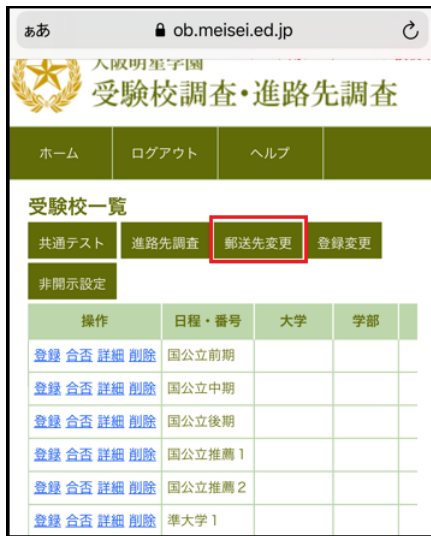 ああ ob.meisei.ed.jp
大阪明星学園
受験校調査・進路先調査
ホーム ログアウト ヘルプ
受験校一覧
共通テスト 進路先調査 郵送先変更 登録変更
非開示設定
操作 日程・番号 大学 学部
登録 合否 詳細 削除 国公立前期
登録 合否 詳細 削除 国公立中期
登録 合否 詳細 削除 国公立後期
登録 合否 詳細 削除 国公立推薦1
登録 合否 詳細 削除 国公立推薦2
登録 合否 詳細 削除 準大学1